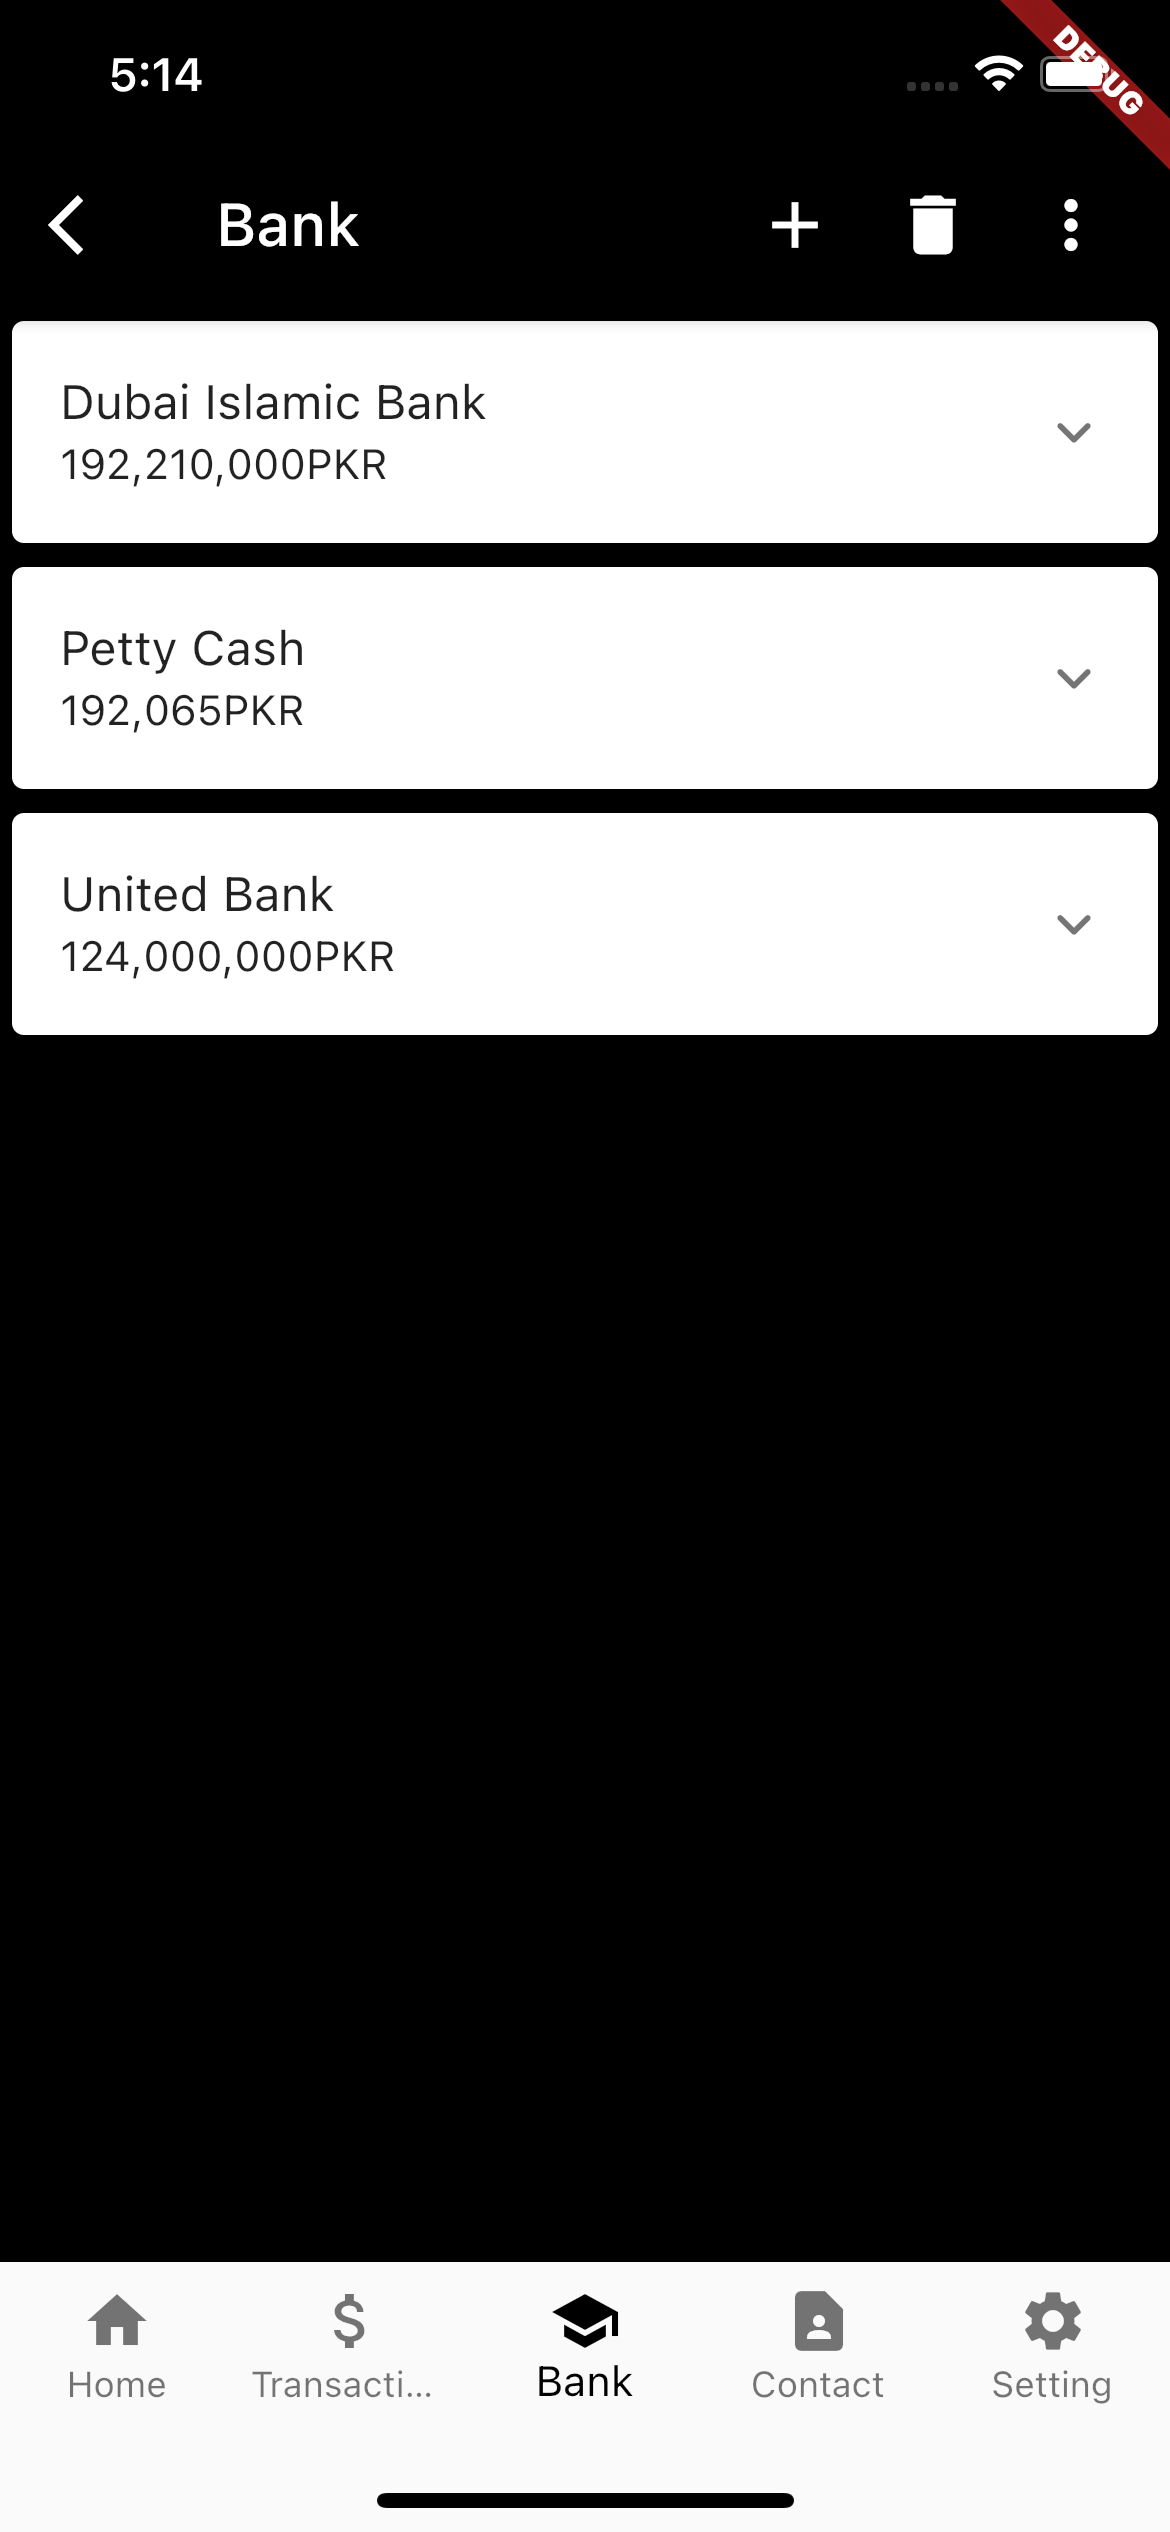 5:14
DEBUG
Bank
Dubai Islamic Bank
192,210,000PKR
Petty Cash
192,065PKR
United Bank
124,000,000PKR
Home
Transacti...
Bank
Contact
Setting